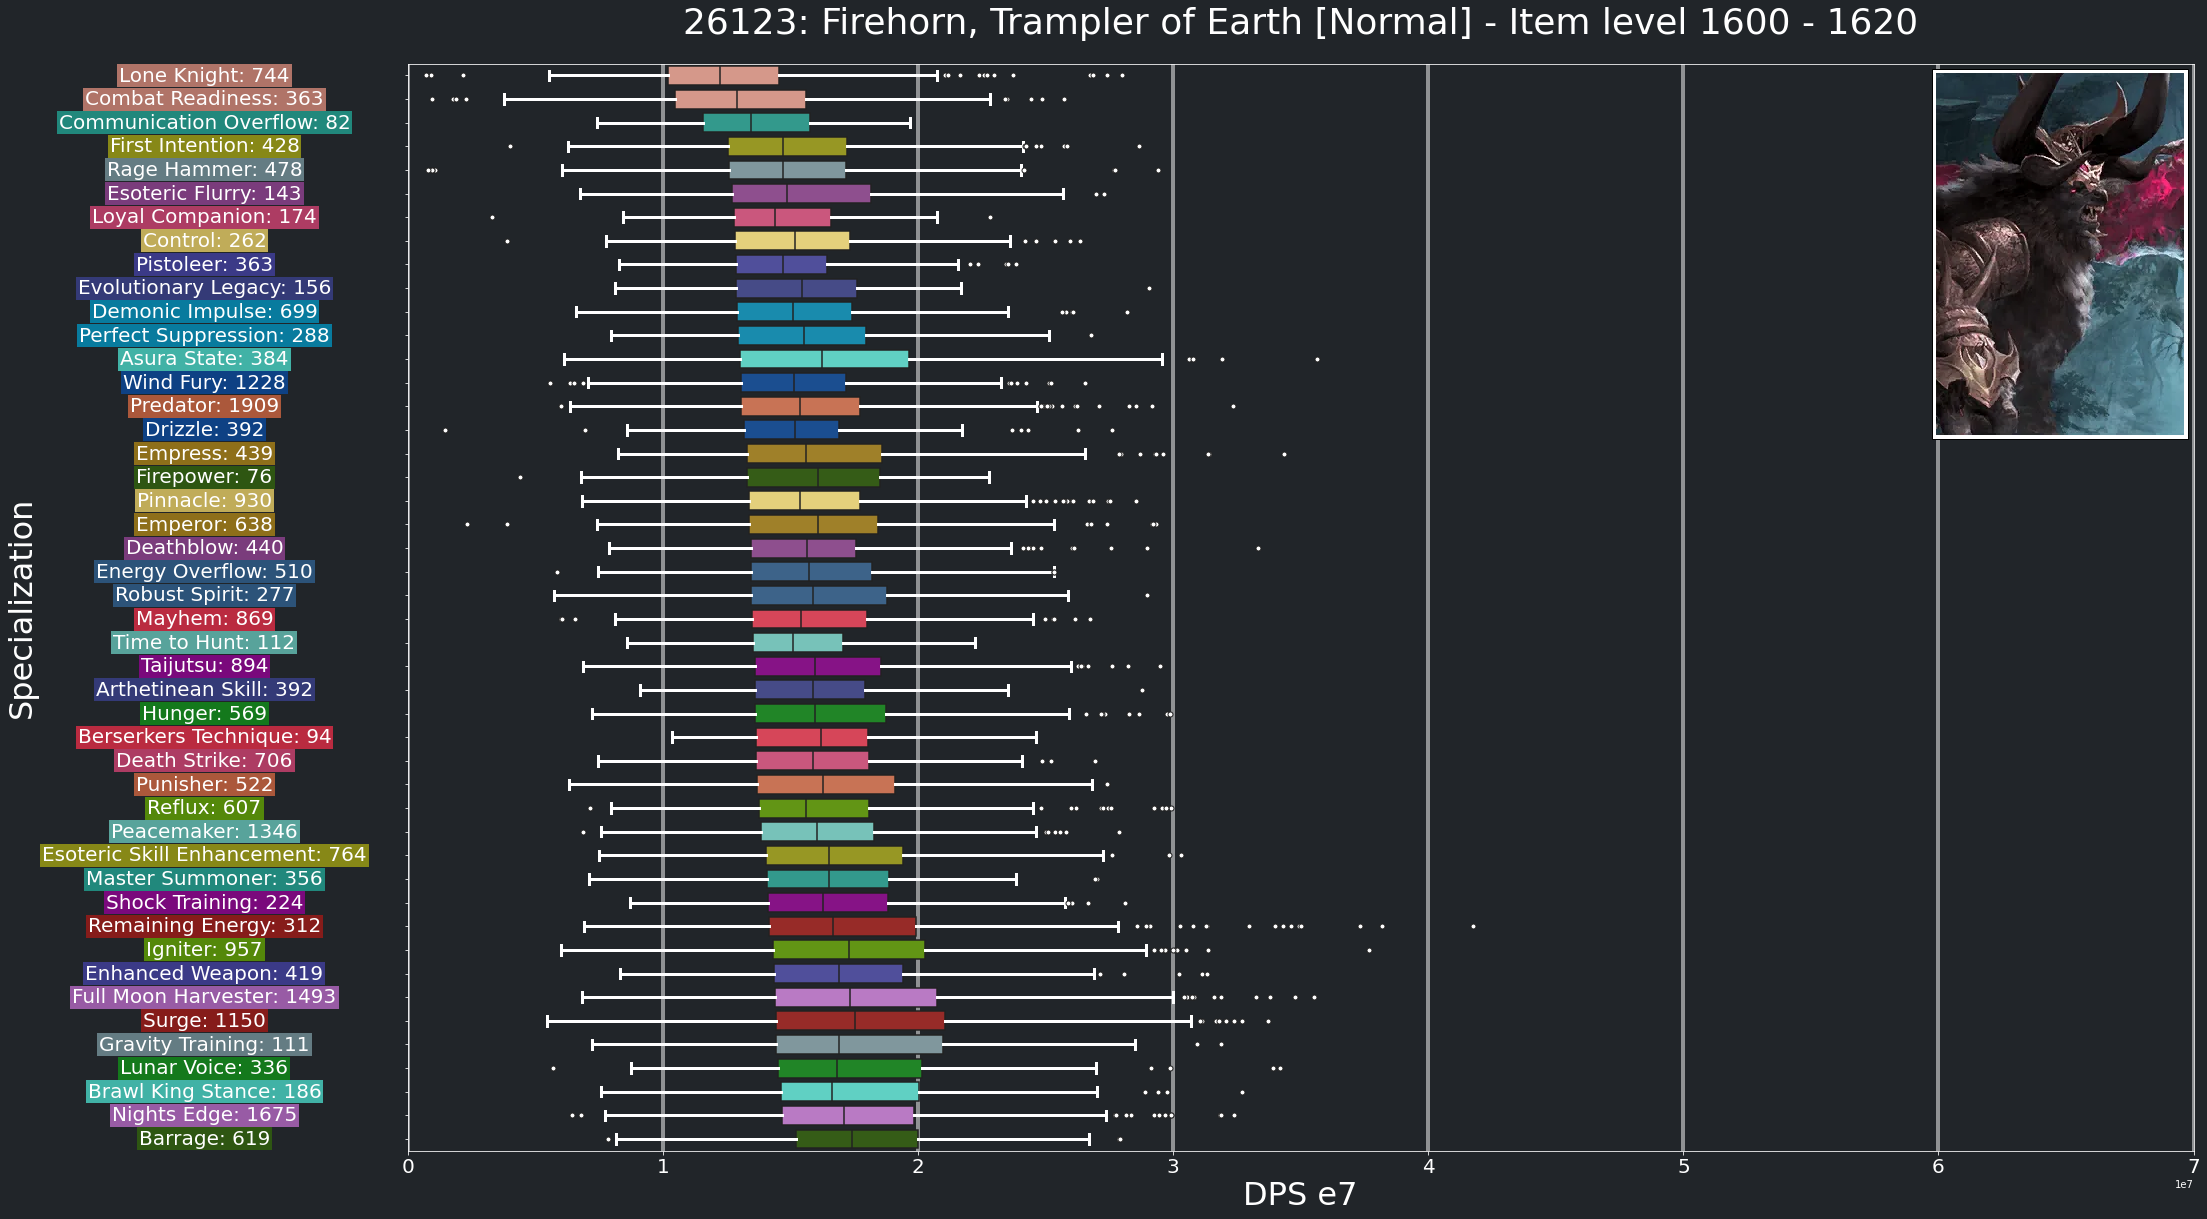 26123: Firehorn, Trampler of Earth [Normal] - Item level 1600 - 1620
Specialization
Lone Knight: 744
Combat Readiness: 363
Communication Overflow: 82
First Intention: 428
Rage Hammer: 478
Esoteric Flurry: 143
Loyal Companion: 174
Control: 262
Pistoleer: 363
Evolutionary Legacy: 156
Demonic Impulse: 699
Perfect Suppression: 288
Asura State: 384
Wind Fury: 1228
Predator: 1909
Drizzle: 392
Empress: 439
Firepower: 76
Pinnacle: 930
Emperor: 638
Deathblow: 440
Energy Overflow: 510
Robust Spirit: 277
Mayhem: 869
Time to Hunt: 112
Taijutsu: 894
Arthetinean Skill: 392
Hunger: 569
Berserkers Technique: 94
Death Strike: 706
Punisher: 522
Reflux: 607
Peacemaker: 1346
Esoteric Skill Enhancement: 764
Master Summoner: 356
Shock Training: 224
Remaining Energy: 312
Igniter: 957
Enhanced Weapon: 419
Full Moon Harvester: 1493
Surge: 1150
Gravity Training: 111
Lunar Voice: 336
Brawl King Stance: 186
Nights Edge: 1675
Barrage: 619
0 1 2 3 4 5 6 7
DPS e7
1e7